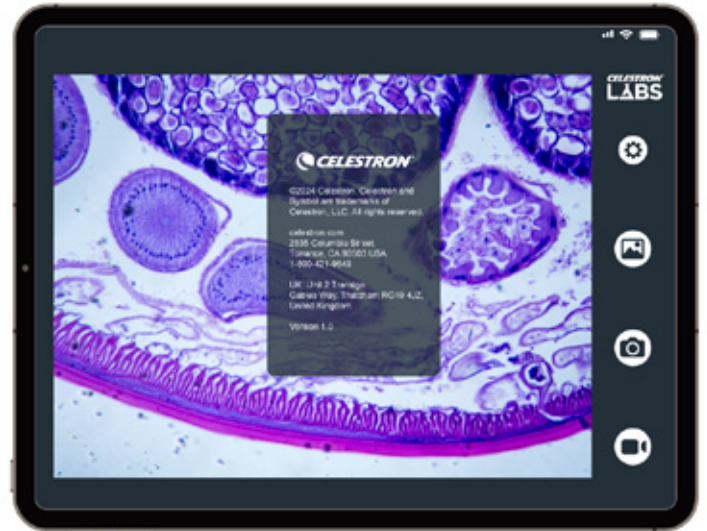 CELESTRON
LABS
CELESTRON
©2024 Celestron. Celestron and
Symbol are trademarks of
Celestron, LLC. All rights reserved.
celestron.com
2835 Columbia Street,
Torrance, CA 90503 USA
1-800-421-9649
UK: Unit 2 Transign
Gables Way, Thatcham RG19 4JZ,
United Kingdom
Version 1.0